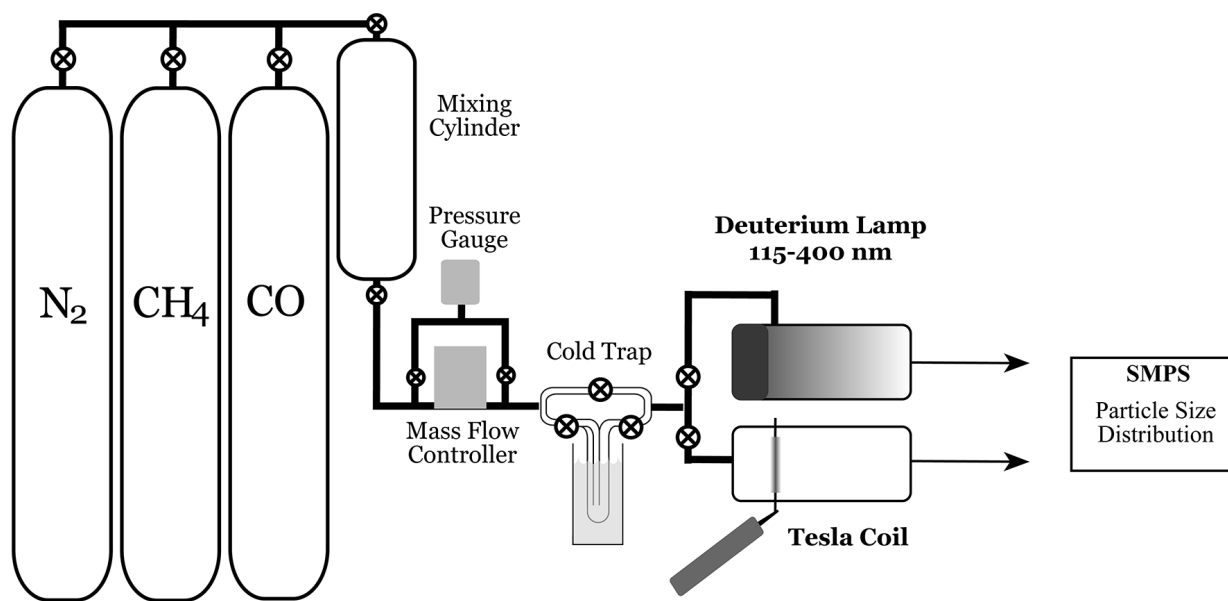 N₂
CH₄
CO
Mixing
Cylinder
Pressure
Gauge
Mass Flow
Controller
Cold Trap
Deuterium Lamp
115-400 nm
Tesla Coil
SMPS
Particle Size
Distribution